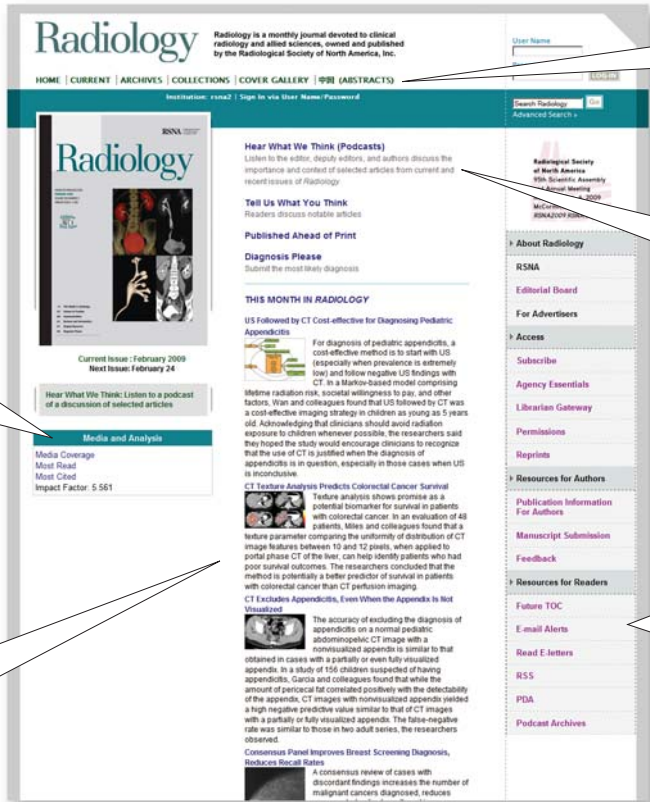 Radiology
Radiology is a monthly journal devoted to clinical
radiology and allied sciences, owned and published
by the Radiological Society of North America, Inc.
User Name
LOG IN
HOME | CURRENT | ARCHIVES | COLLECTIONS | COVER GALLERY | 中国 (ABSTRACTS)
Institution: rsna2 | Sign In via User Name/Password
Search Radiology
Go
Advanced Search »
RSNA
Radiology
Current Issue : February 2009
Next Issue: February 24
Hear What We Think: Listen to a podcast
of a discussion of selected articles
Media and Analysis
Media Coverage
Most Read
Most Cited
Impact Factor: 5.561
Hear What We Think (Podcasts)
Listen to the editor, deputy editors, and authors discuss the
importance and context of selected articles from current and
recent issues of Radiology
Tell Us What You Think
Readers discuss notable articles
Published Ahead of Print
Diagnosis Please
Submit the most likely diagnosis
THIS MONTH IN RADIOLOGY
US Followed by CT Cost-effective for Diagnosing Pediatric
Appendicitis
For diagnosis of pediatric appendicitis, a
cost-effective method is to start with US
(especially when prevalence is extremely
low) and follow negative US findings with
CT. In a Markov-based model comprising
lifetime radiation risk, societal willingness to pay, and other
factors, Wan and colleagues found that US followed by CT was
a cost-effective imaging strategy in children as young as 5 years
old. Acknowledging that clinicians should avoid radiation
exposure to children whenever possible, the researchers said
they hoped the study would encourage clinicians to recognize
that the use of CT is justified when the diagnosis of
appendicitis is in question, especially in those cases when US
is inconclusive.
CT Texture Analysis Predicts Colorectal Cancer Survival
Texture analysis shows promise as a
potential biomarker for survival in patients
with colorectal cancer. In an evaluation of 48
patients, Miles and colleagues found that a
texture parameter comparing the uniformity of distribution of CT
image features between 10 and 12 pixels, when applied to
portal phase CT of the liver, can help identify patients who had
poor survival outcomes. The researchers concluded that the
method is potentially a better predictor of survival in patients
with colorectal cancer than CT perfusion imaging.
CT Excludes Appendicitis, Even When the Appendix Is Not
Visualized
The accuracy of excluding the diagnosis of
appendicitis on a normal pediatric
abdominopelvic CT image with a
nonvisualized appendix is similar to that
obtained in cases with a partially or even fully visualized
appendix. In a study of 156 children suspected of having
appendicitis, Garcia and colleagues found that while the
amount of pericecal fat correlated positively with the detectability
of the appendix, CT images with nonvisualized appendix yielded
a high negative predictive value similar to that of CT images
with a partially or fully visualized appendix. The false-negative
rate was similar to those in two adult series, the researchers
observed.
Consensus Panel Improves Breast Screening Diagnosis,
Reduces Recall Rates
A consensus review of cases with
discordant findings increases the number of
malignant cancers diagnosed, reduces
Radiological Society
of North America
95th Scientific Assembly
and Annual Meeting
2009
McCormick
RSNA2009.RSNA
About Radiology
RSNA
Editorial Board
For Advertisers
Access
Subscribe
Agency Essentials
Librarian Gateway
Permissions
Reprints
Resources for Authors
Publication Information
For Authors
Manuscript Submission
Feedback
Resources for Readers
Future TOC
E-mail Alerts
Read E-letters
RSS
PDA
Podcast Archives